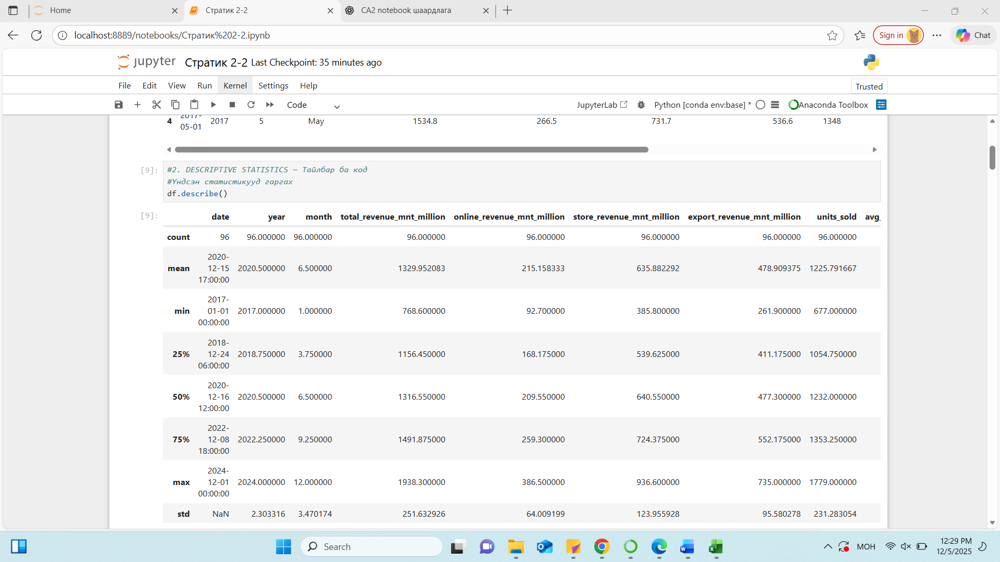 Home
Стратик 2-2
CA2 notebook шаардлага
localhost:8889/notebooks/Стратик%202-2.ipynb
Sign in
Chat
jupyter Стратик 2-2 Last Checkpoint: 35 minutes ago
File Edit View Run Kernel Settings Help
Trusted
Code
JupyterLab
Python [conda env:base] *
Anaconda Toolbox
4 2017-05-01 2017 5 May 1534.8 266.5 731.7 536.6 1348
[9]:
#2. DESCRIPTIVE STATISTICS — Тайлбар ба код
#Үндсэн статистикууд гаргах
df.describe()
[9]:
date year month total_revenue_mnt_million online_revenue_mnt_million store_revenue_mnt_million export_revenue_mnt_million units_sold avg_
count 96 96.000000 96.000000 96.000000 96.000000 96.000000 96.000000 96.000000
mean 2020-12-15 17:00:00 2020.500000 6.500000 1329.952083 215.158333 635.882292 478.909375 1225.791667
min 2017-01-01 00:00:00 2017.000000 1.000000 768.600000 92.700000 385.800000 261.900000 677.000000
25% 2018-12-24 06:00:00 2018.750000 3.750000 1156.450000 168.175000 539.625000 411.175000 1054.750000
50% 2020-12-16 12:00:00 2020.500000 6.500000 1316.550000 209.550000 640.550000 477.300000 1232.000000
75% 2022-12-08 18:00:00 2022.250000 9.250000 1491.875000 259.300000 724.375000 552.175000 1353.250000
max 2024-12-01 00:00:00 2024.000000 12.000000 1938.300000 386.500000 936.600000 735.000000 1779.000000
std NaN 2.303316 3.470174 251.632926 64.009199 123.955928 95.580278 231.283054
Search
МОН
12:29 PM
12/5/2025